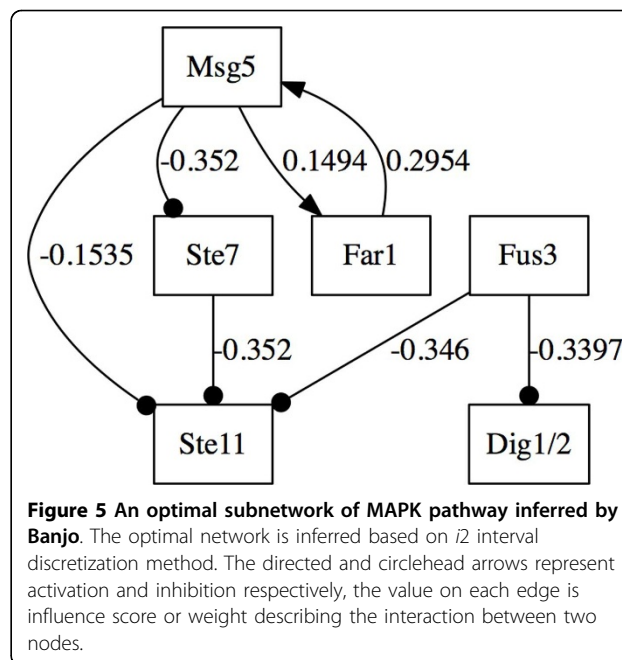 Msg5
-0.352
0.1494
0.2954
-0.1535
Ste7
Far1
Fus3
-0.352
-0.346
-0.3397
Ste11
Dig1/2
Figure 5 An optimal subnetwork of MAPK pathway inferred by
Banjo. The optimal network is inferred based on i2 interval
discretization method. The directed and circlehead arrows represent
activation and inhibition respectively, the value on each edge is
influence score or weight describing the interaction between two
nodes.